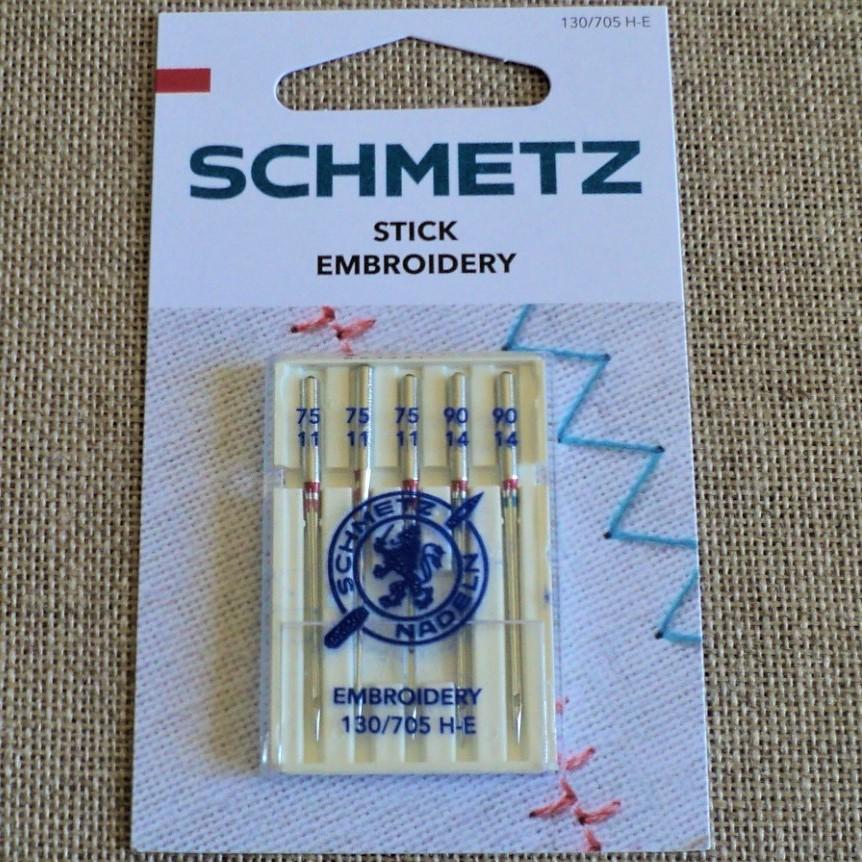 130/705 H-E
SCHMETZ
STICK
EMBROIDERY
75 75 75 90 90
11 11 11 14 14
SCHMETZ
NADELN
EMBROIDERY
130/705 H-E